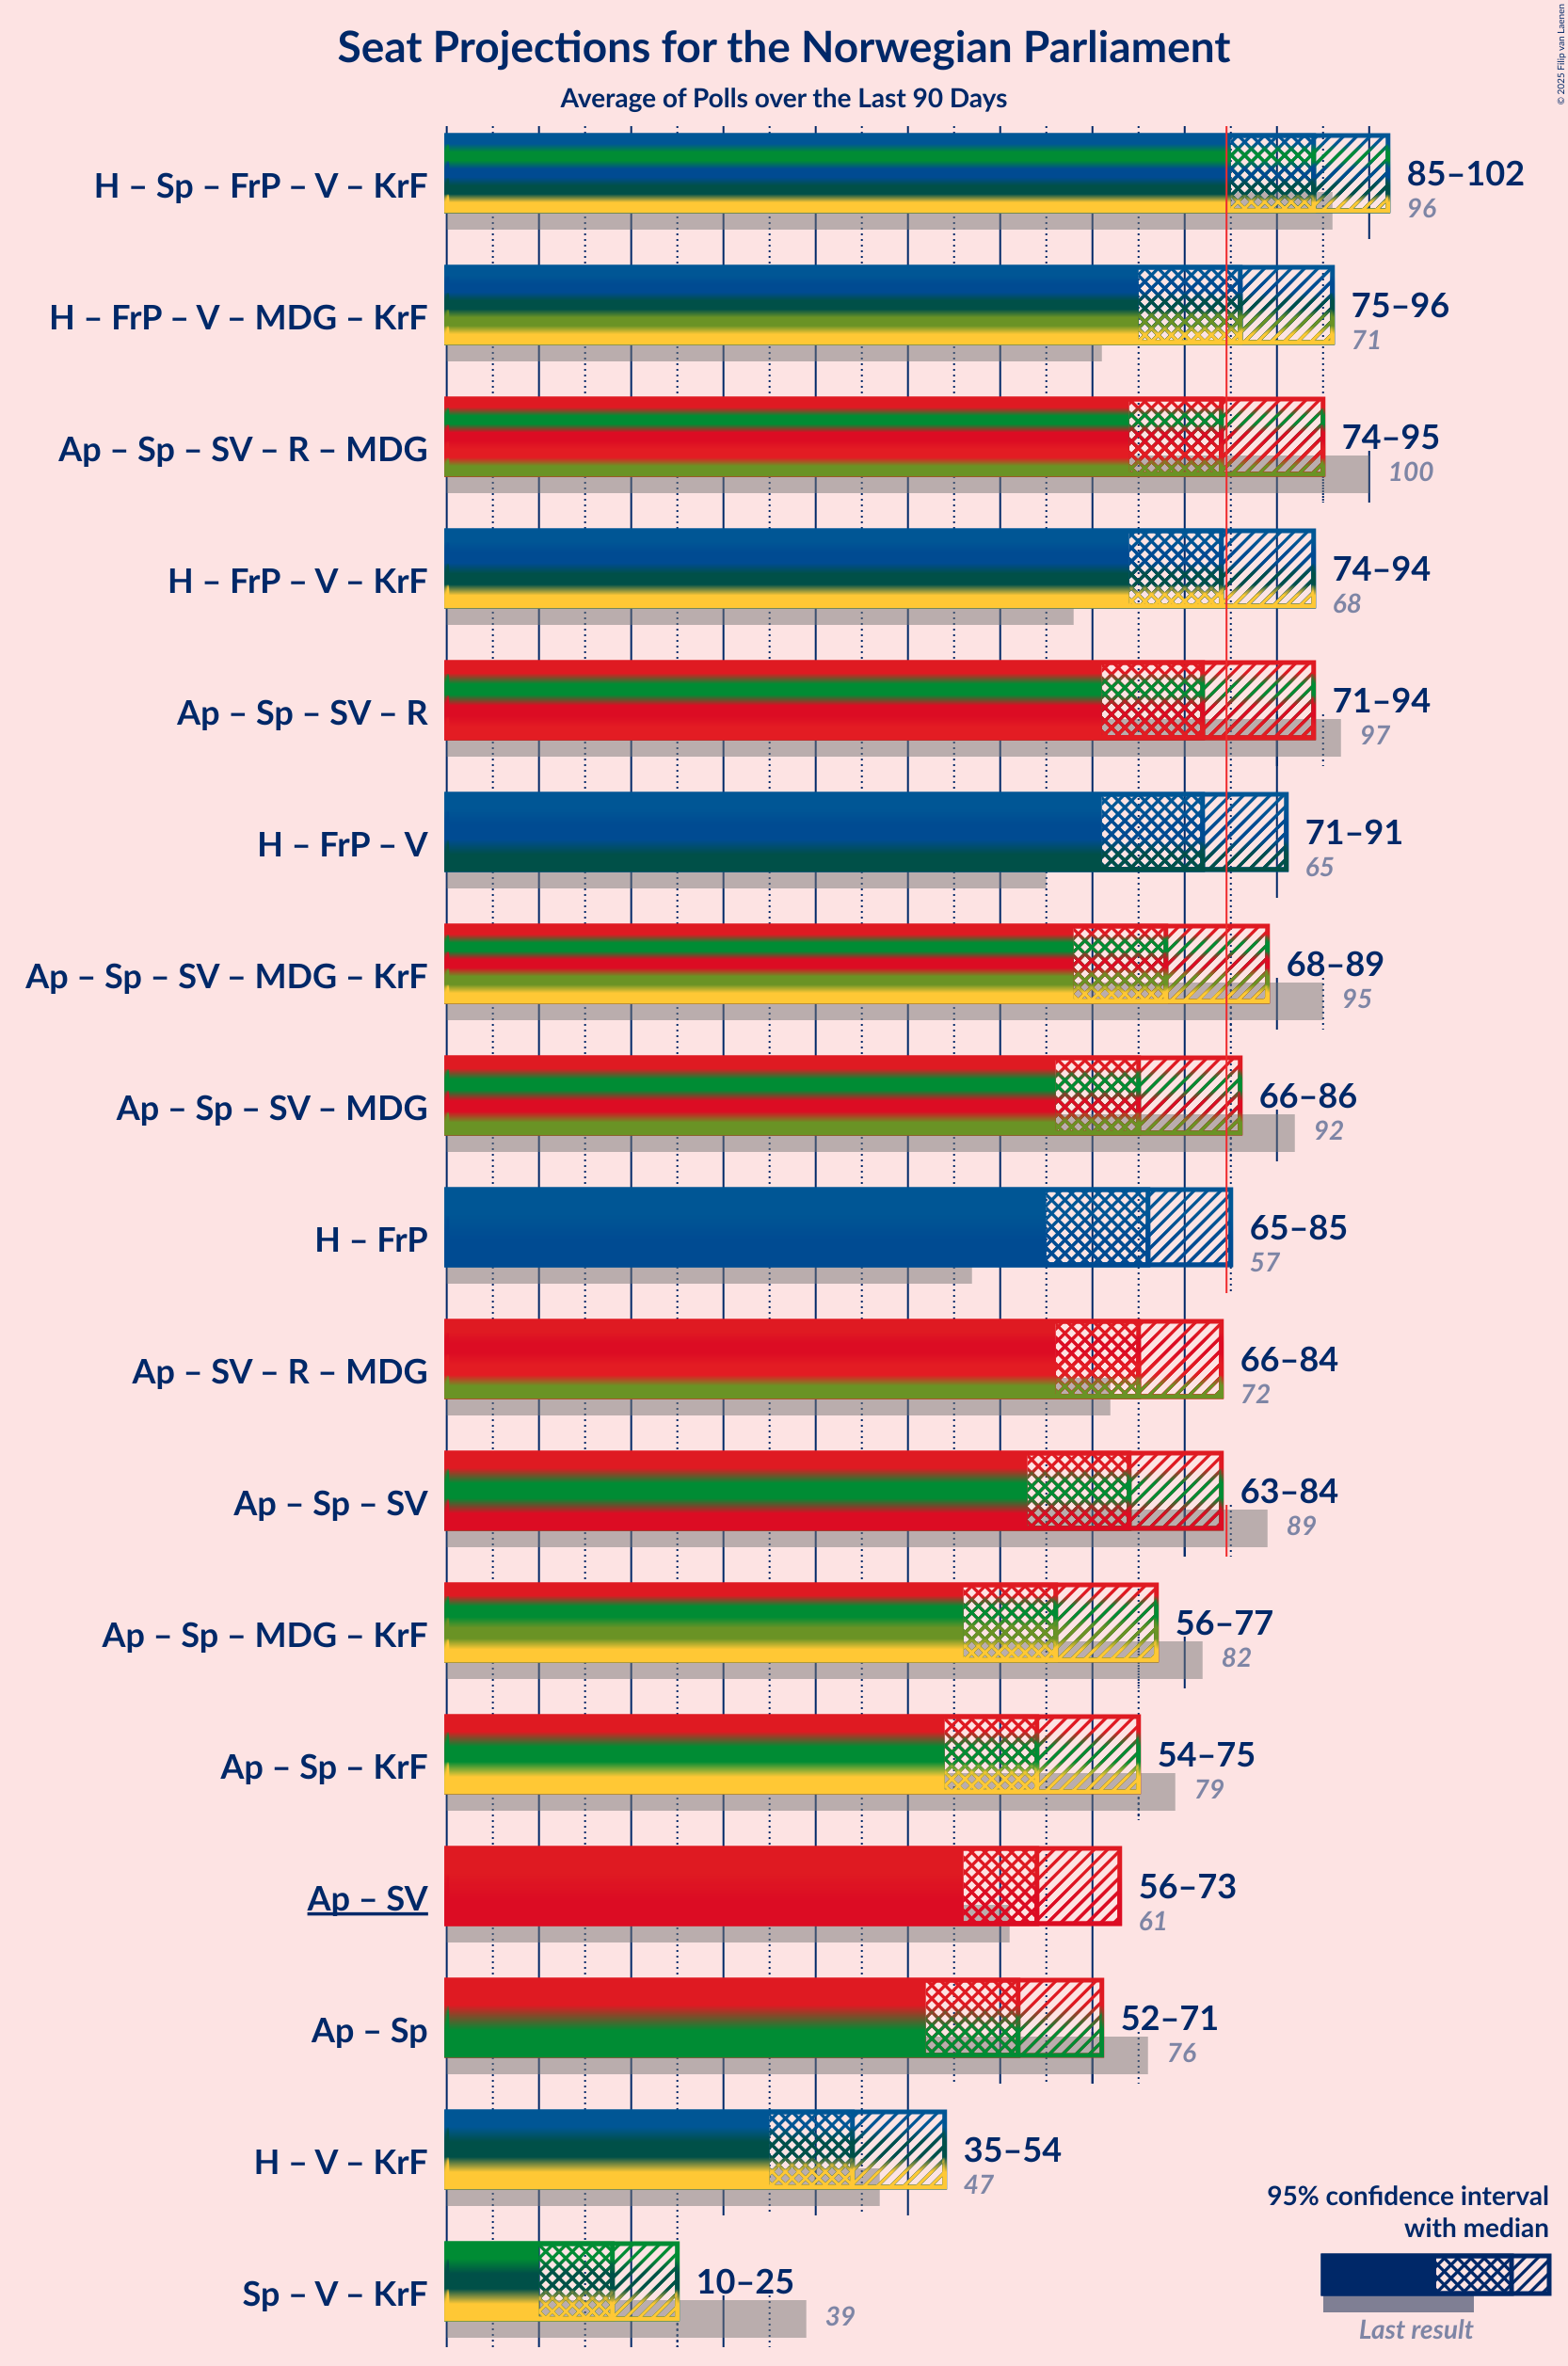 Seat Projections for the Norwegian Parliament
Average of Polls over the Last 90 Days
© 2025 Filip van Laenen
H – Sp – FrP – V – KrF
85–102
96
H – FrP – V – MDG – KrF
75–96
71
Ap – Sp – SV – R – MDG
74–95
100
H – FrP – V – KrF
74–94
68
Ap – Sp – SV – R
71–94
97
H – FrP – V
71–91
65
Ap – Sp – SV – MDG – KrF
68–89
95
Ap – Sp – SV – MDG
66–86
92
H – FrP
65–85
57
Ap – SV – R – MDG
66–84
72
Ap – Sp – SV
63–84
89
Ap – Sp – MDG – KrF
56–77
82
Ap – Sp – KrF
54–75
79
Ap – SV
56–73
61
Ap – Sp
52–71
76
H – V – KrF
35–54
47
Sp – V – KrF
10–25
39
95% confidence interval
with median
Last result